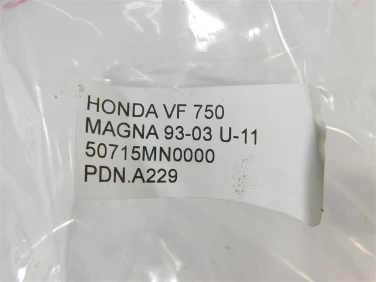 HONDA VF 750
MAGNA 93-03 U-11
50715MN0000
PDN.A229